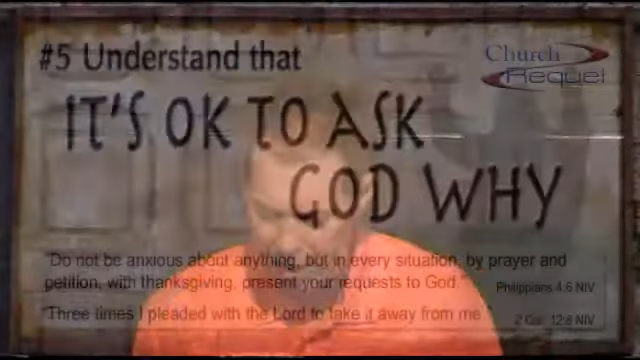 #5 Understand that
Church
Requel
IT'S OK TO ASK
GOD WHY
"Do not be anxious about anything, but in every situation, by prayer and
petition, with thanksgiving, present your requests to God." Philippians 4:6 NIV
"Three times I pleaded with the Lord to take it away from me. 2 Cor. 12:8 NIV